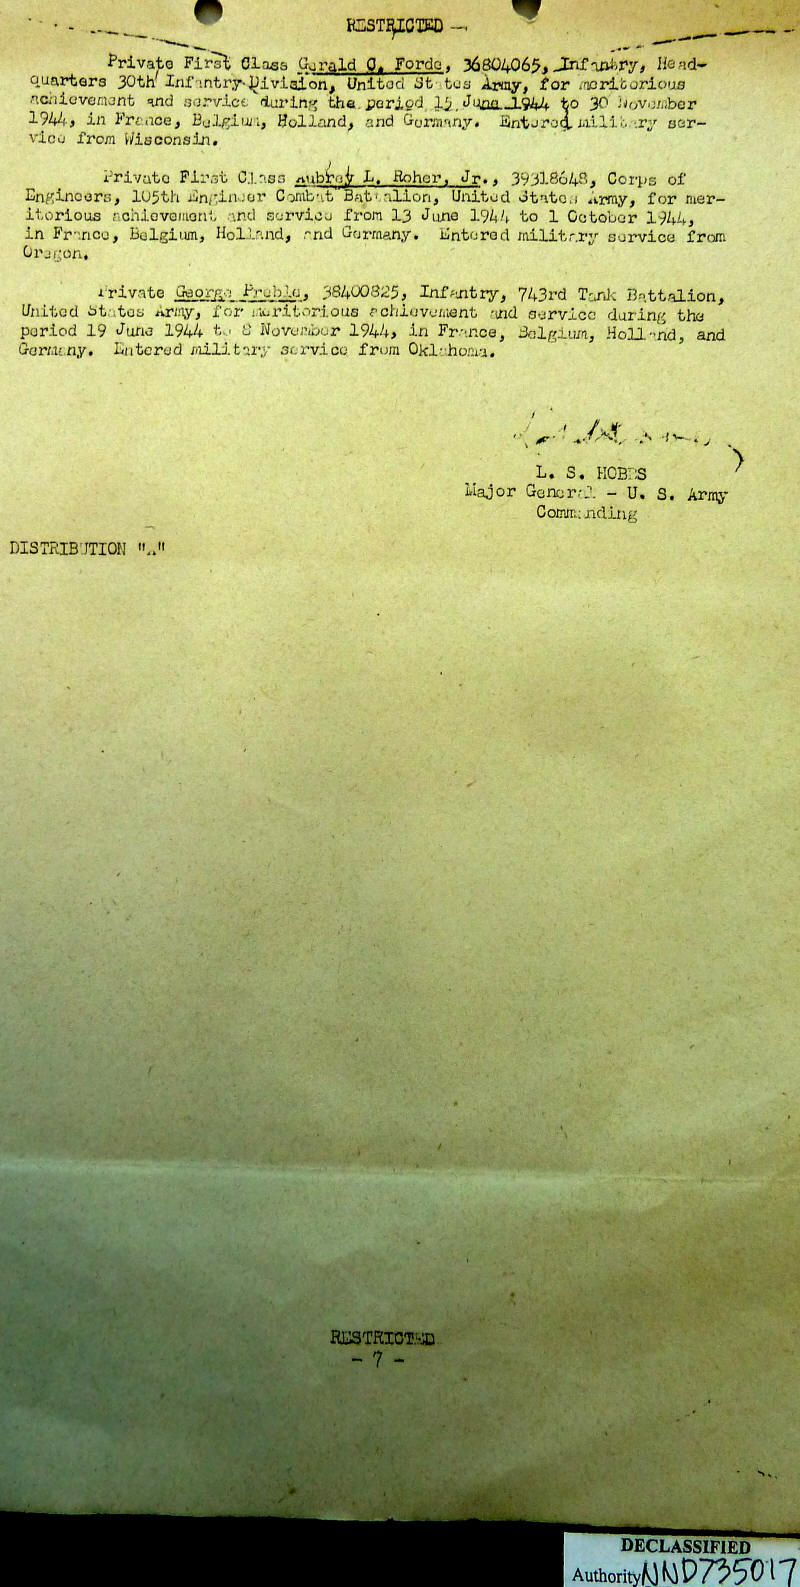 RESTRICTED
Private First Class Gerald C. Forde, 36804065, Infantry, Head-
quarters 30th Infantry Division, United States Army, for meritorious
achievement and service during the period 15 June 1944 to 30 November
1944, in France, Belgium, Holland, and Germany. Entered military ser-
vice from Wisconsin.
Private First Class Aubrey L. Roher, Jr., 39318648, Corps of
Engineers, 105th Engineer Combat Battalion, United States Army, for mer-
itorious achievement and service from 13 June 1944 to 1 October 1944,
in France, Belgium, Holland, and Germany. Entered military service from
Oregon.
Private George Preble, 38400825, Infantry, 743rd Tank Battalion,
United States Army, for meritorious achievement and service during the
period 19 June 1944 to 8 November 1944, in France, Belgium, Holland, and
Germany. Entered military service from Oklahoma.
L. S. HOBBS
Major General - U. S. Army
Commanding
DISTRIBUTION "A"
RESTRICTED
- 7 -
DECLASSIFIED
Authority NND735017